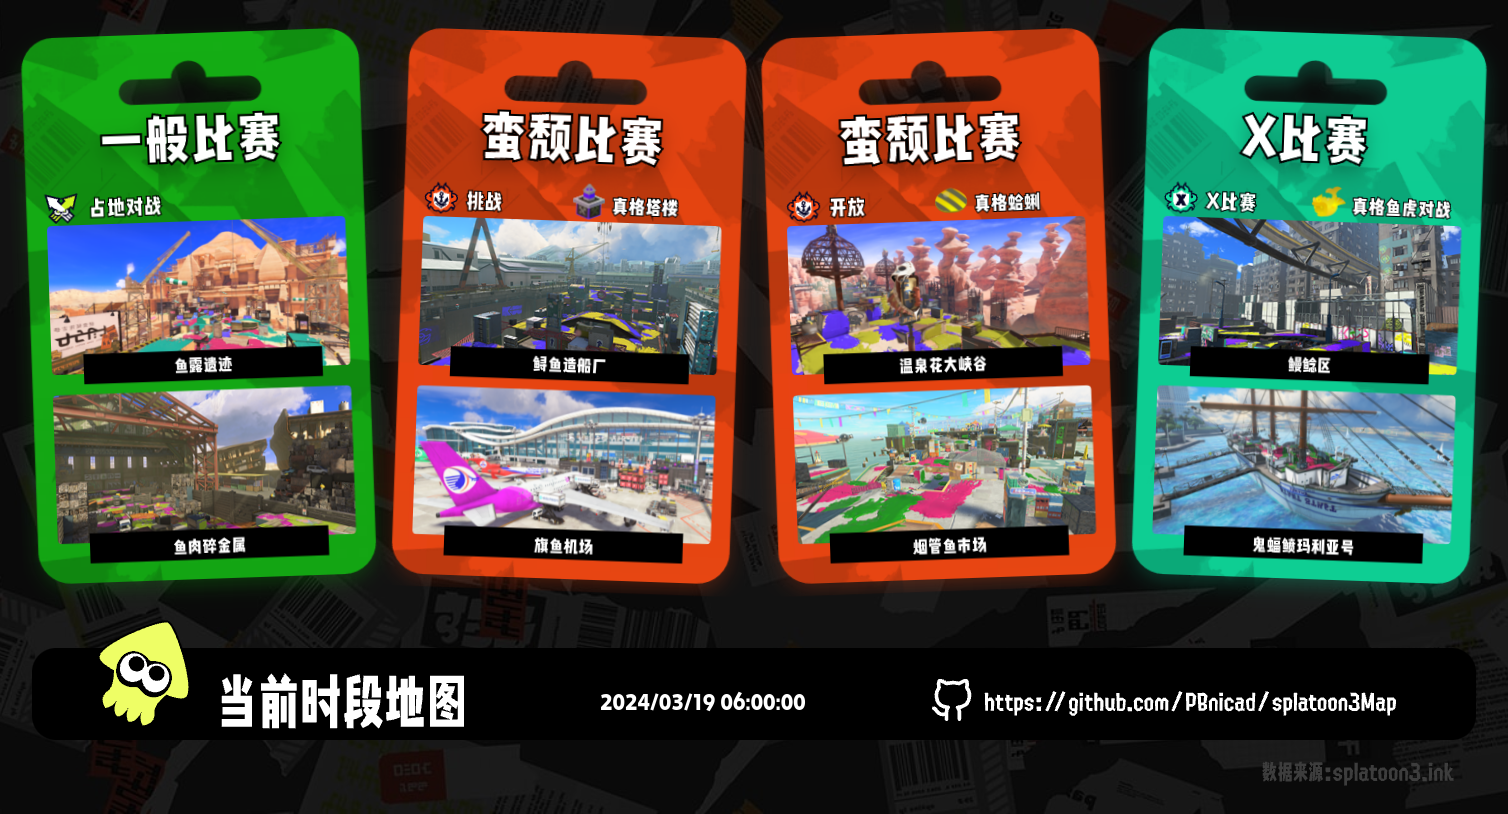 一般比赛
占地对战
鱼露遗迹
鱼肉碎金属
蛮颓比赛
挑战
真格塔楼
鲟鱼造船厂
旗鱼机场
蛮颓比赛
开放
真格蛤蜊
温泉花大峡谷
烟管鱼市场
X比赛
X比赛
真格鱼虎对战
鳗鲶区
鬼蝠鲼玛利亚号
当前时段地图
2024/03/19 06:00:00
https://github.com/PBnicad/splatoon3Map
数据来源:splatoon3.ink